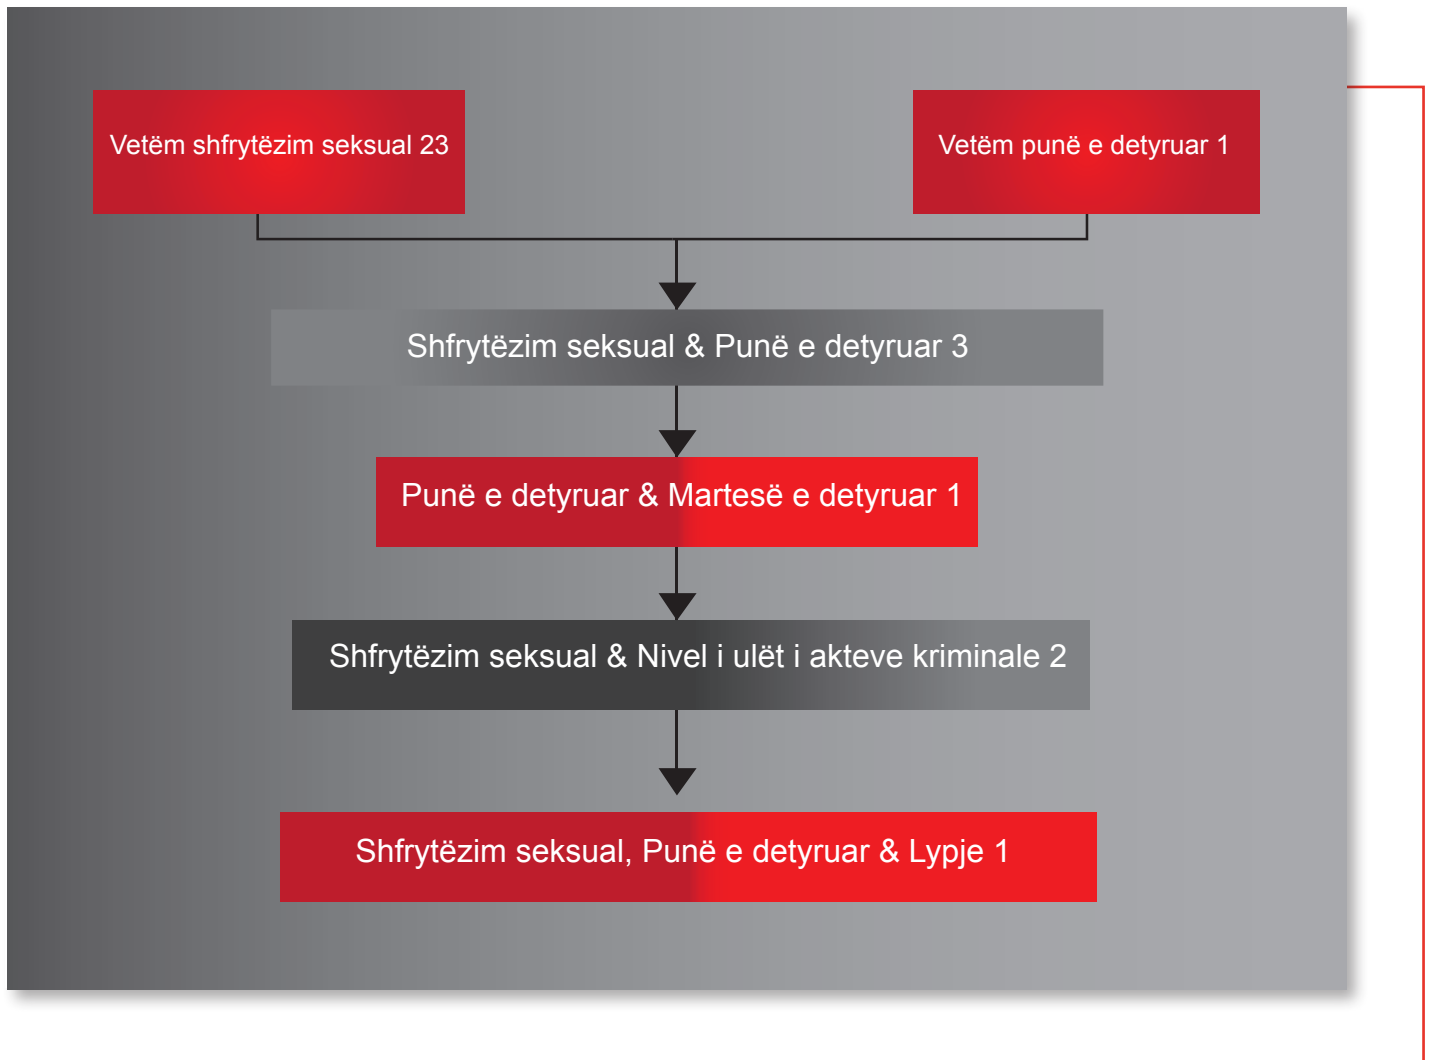 Vetëm shfrytëzim seksual 23
Vetëm punë e detyruar 1
Shfrytëzim seksual & Punë e detyruar 3
Punë e detyruar & Martesë e detyruar 1
Shfrytëzim seksual & Nivel i ulët i akteve kriminale 2
Shfrytëzim seksual, Punë e detyruar & Lypje 1